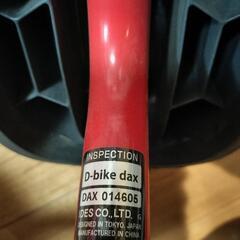 INSPECTION
D-bike dax
DAX 014605
IDES CO.,LTD. G
DESIGNED IN TOKYO, JAPAN
MANUFACTURED IN CHINA